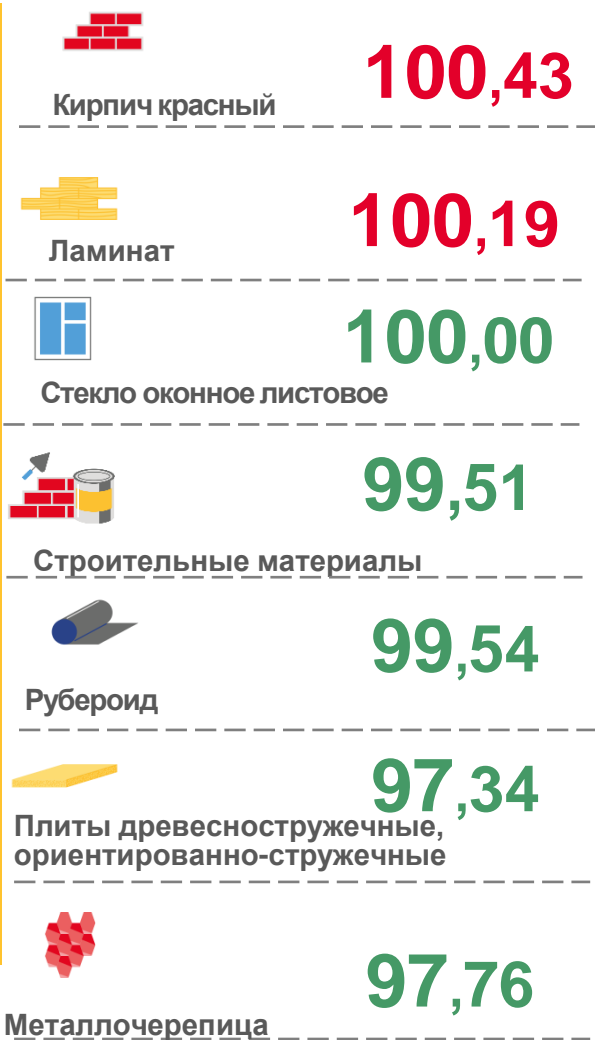 100,43
Кирпич красный
100,19
Ламинат
100,00
Стекло оконное листовое
99,51
Строительные материалы
99,54
Рубероид
97,34
Плиты древесностружечные,
ориентированно-стружечные
97,76
Металлочерепица